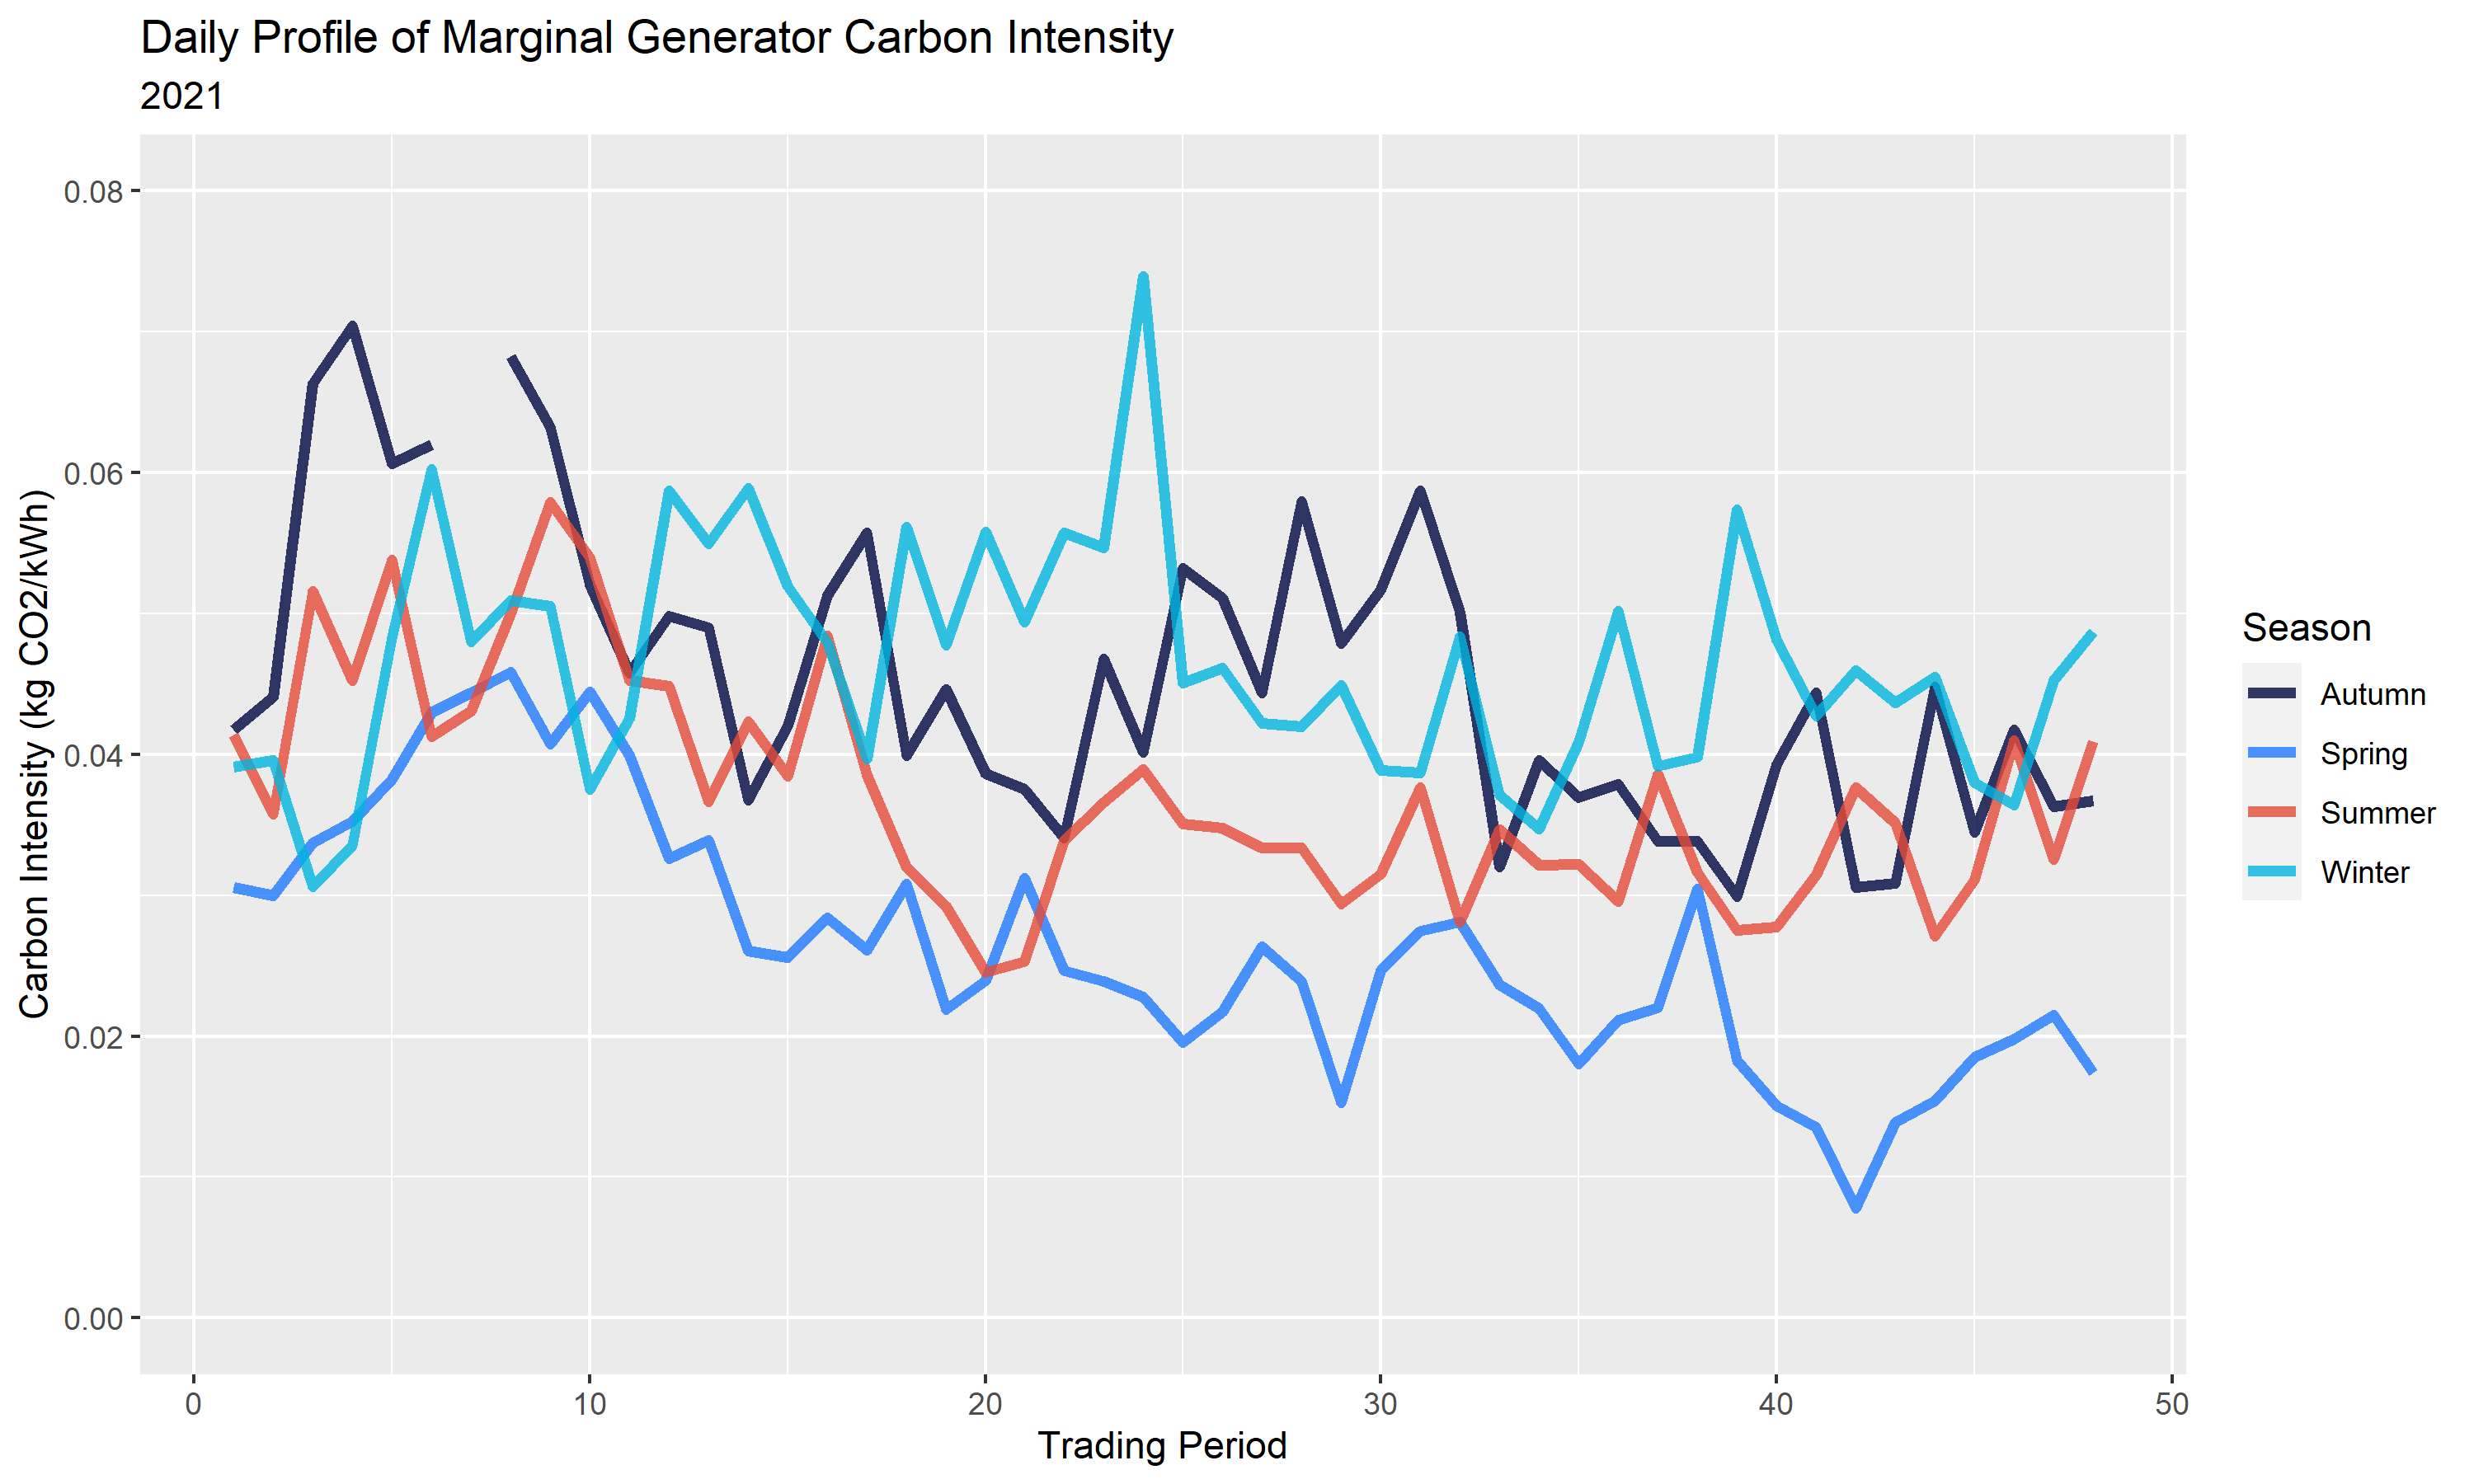 Daily Profile of Marginal Generator Carbon Intensity
2021
Carbon Intensity (kg CO2/kWh)
0.08
0.06
0.04
0.02
0.00
0
10
20
30
40
50
Trading Period
Season
Autumn
Spring
Summer
Winter